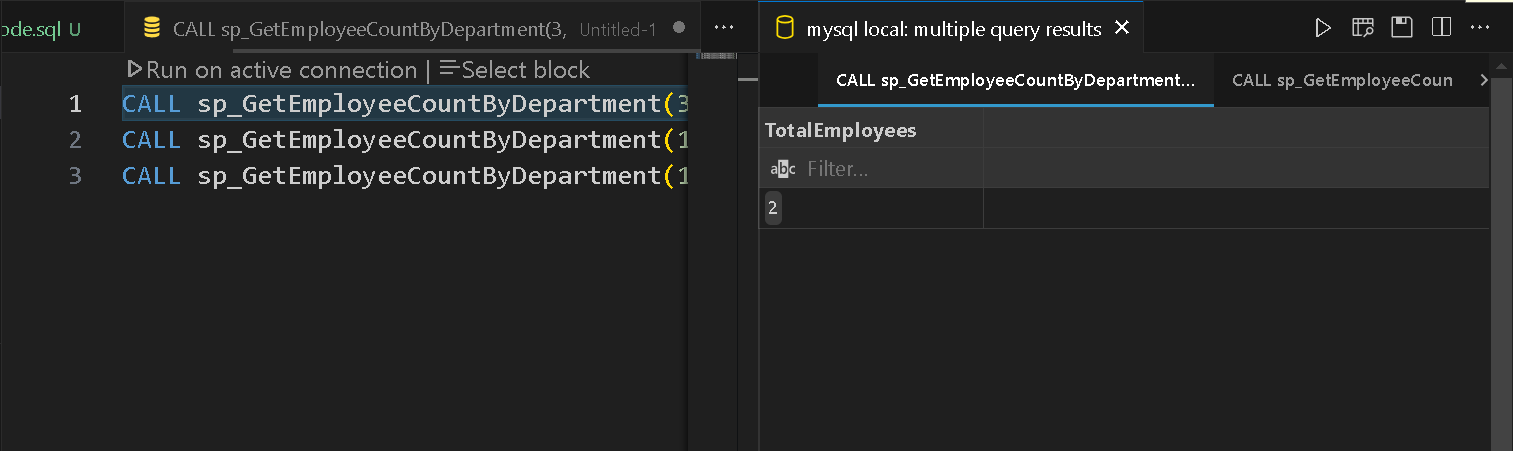 ode.sql U
CALL sp_GetEmployeeCountByDepartment(3, Untitled-1
mysql local: multiple query results
Run on active connection | Select block
1 CALL sp_GetEmployeeCountByDepartment(3
2 CALL sp_GetEmployeeCountByDepartment(1
3 CALL sp_GetEmployeeCountByDepartment(1
CALL sp_GetEmployeeCountByDepartment... CALL sp_GetEmployeeCoun
TotalEmployees
abc Filter...
2